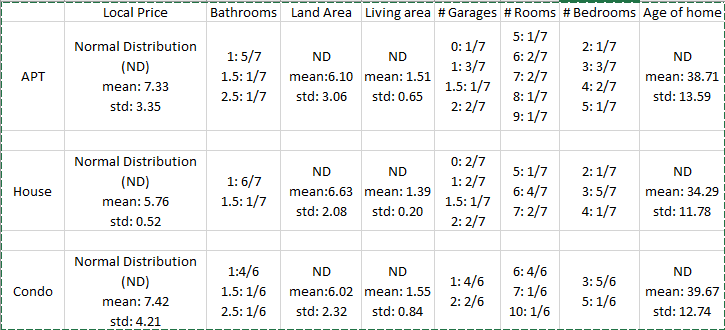 Local Price Bathrooms Land Area Living area # Garages # Rooms # Bedrooms Age of home
APT
Normal Distribution
(ND)
mean: 7.33
std: 3.35
1: 5/7
1.5: 1/7
2.5: 1/7
ND
mean:6.10
std: 3.06
ND
mean: 1.51
std: 0.65
0: 1/7
1: 3/7
1.5: 1/7
2: 2/7
5: 1/7
6: 2/7
7: 2/7
8: 1/7
9: 1/7
2: 1/7
3: 3/7
4: 2/7
5: 1/7
ND
mean: 38.71
std: 13.59
House
Normal Distribution
(ND)
mean: 5.76
std: 0.52
1: 6/7
1.5: 1/7
ND
mean:6.63
std: 2.08
ND
mean: 1.39
std: 0.20
0: 2/7
1: 2/7
1.5: 1/7
2: 2/7
5: 1/7
6: 4/7
7: 2/7
2: 1/7
3: 5/7
4: 1/7
ND
mean: 34.29
std: 11.78
Condo
Normal Distribution
(ND)
mean: 7.42
std: 4.21
1:4/6
1.5: 1/6
2.5: 1/6
ND
mean:6.02
std: 2.32
ND
mean: 1.55
std: 0.84
1: 4/6
2: 2/6
6: 4/6
7: 1/6
10: 1/6
3: 5/6
5: 1/6
ND
mean: 39.67
std: 12.74